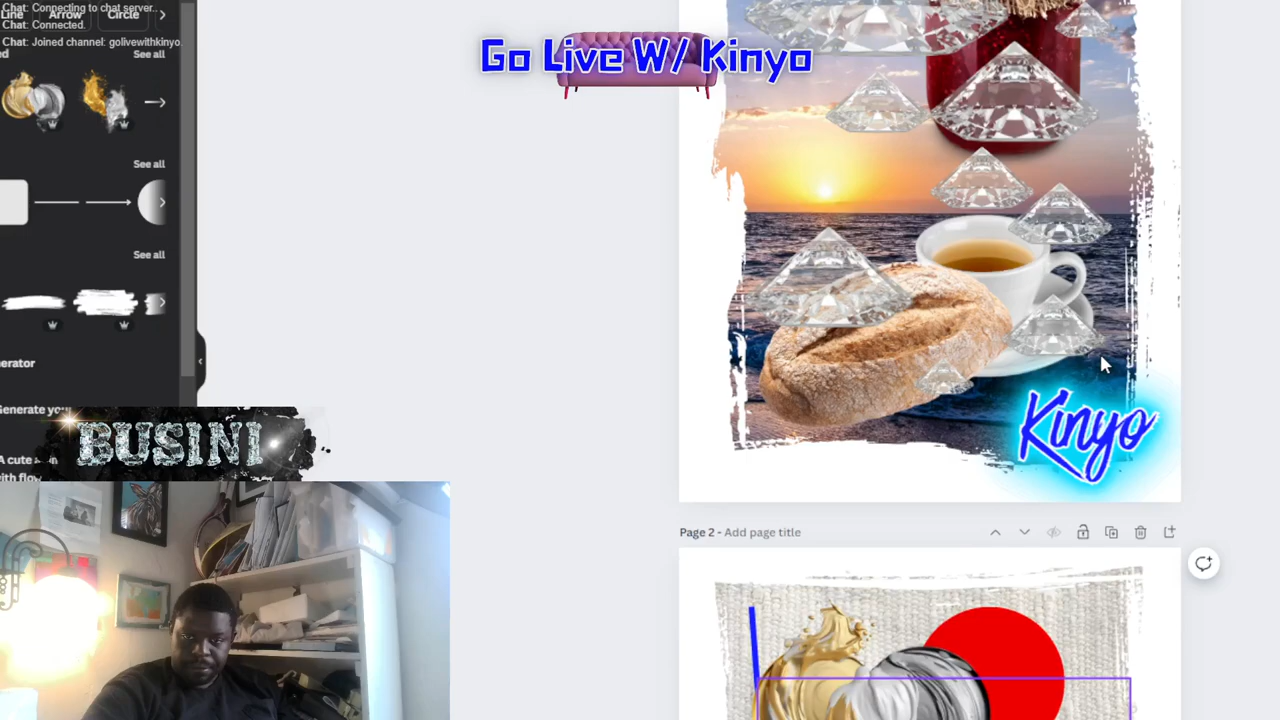 Chat: Connecting to chat server..
Line Arrow Circle
Chat: Connected.
Chat: Joined channel: golivewithkinyo
See all
See all
See all
erator
Generate you
A cute
with flo
BUSINI
Go Live W/ Kinyo
Kinyo
Page 2 - Add page title